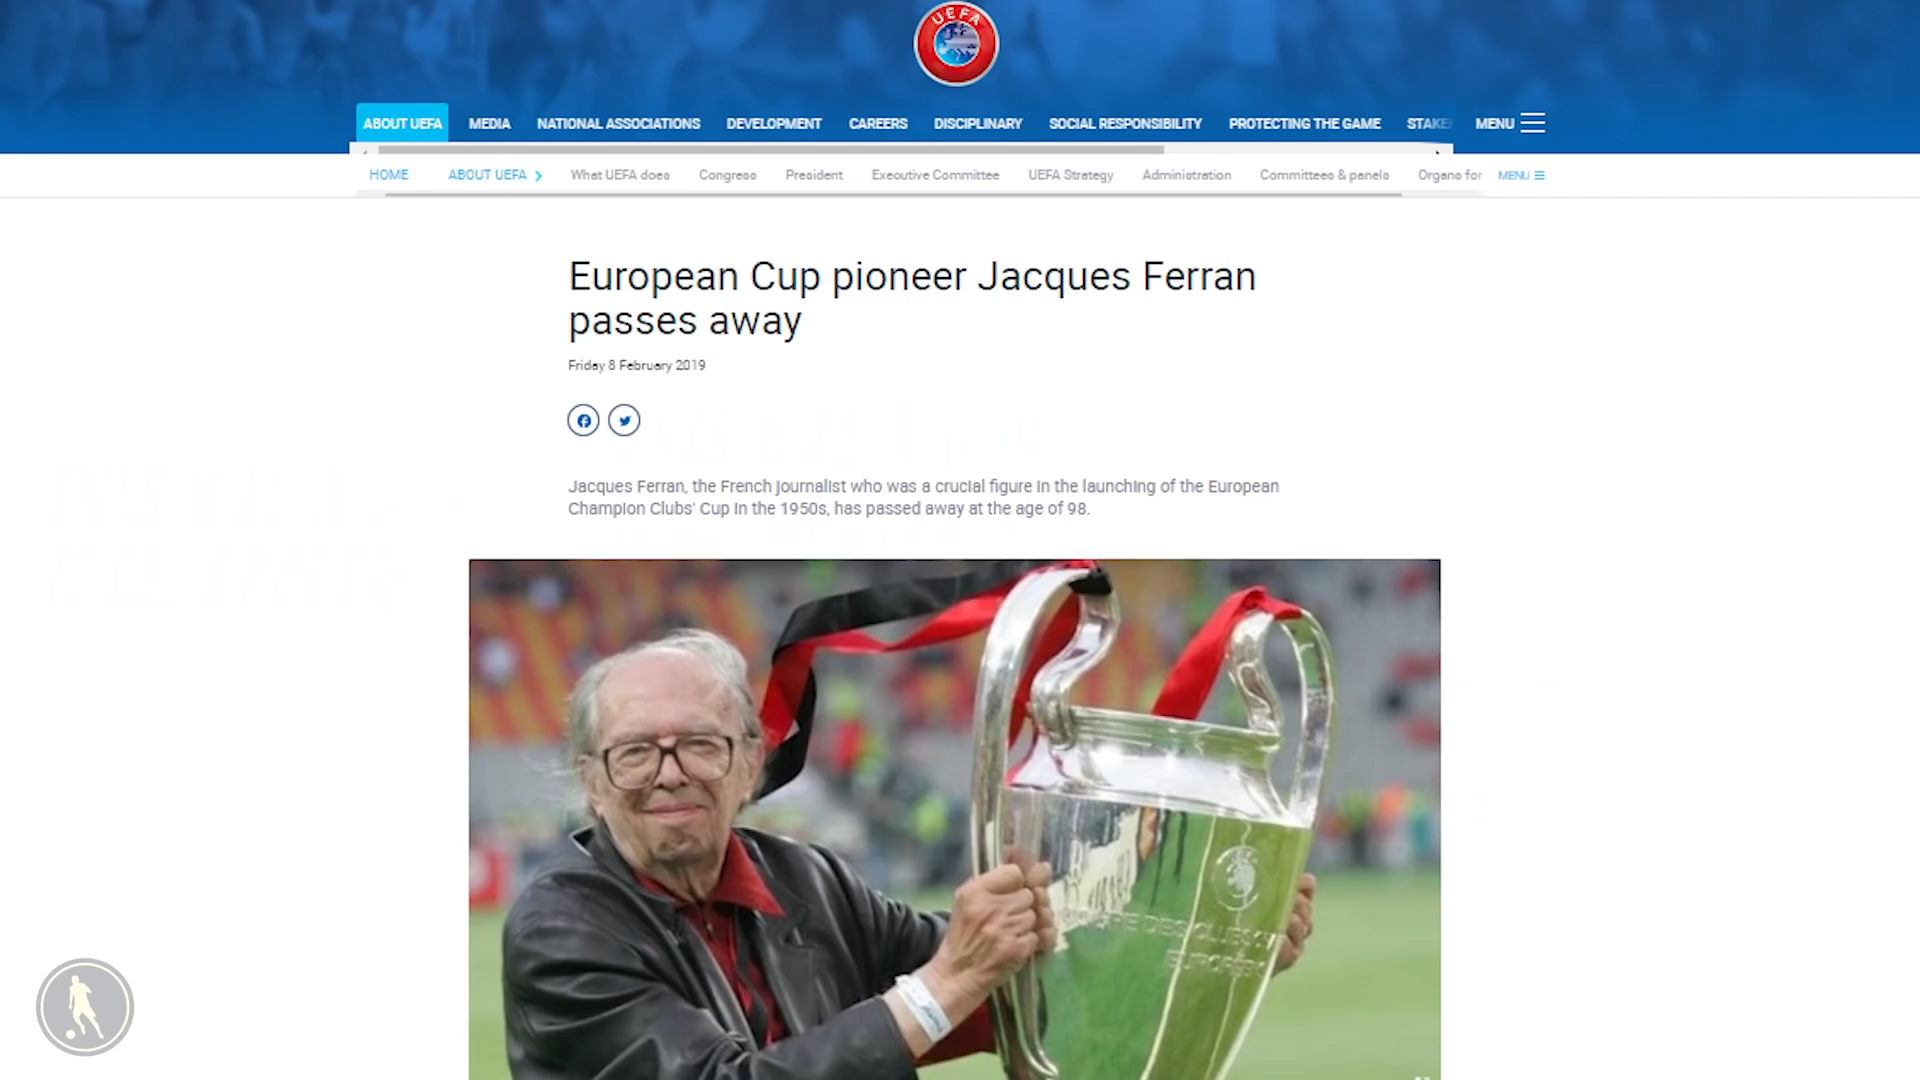 UEFA
ABOUT UEFA MEDIA NATIONAL ASSOCIATIONS DEVELOPMENT CAREERS DISCIPLINARY SOCIAL RESPONSIBILITY PROTECTING THE GAME STAKE MENU
HOME ABOUT UEFA What UEFA does Congress President Executive Committee UEFA Strategy Administration Committees & panels Organs for MENU
European Cup pioneer Jacques Ferran
passes away
Friday 8 February 2019
Jacques Ferran, the French journalist who was a crucial figure in the launching of the European
Champion Clubs' Cup in the 1950s, has passed away at the age of 98.